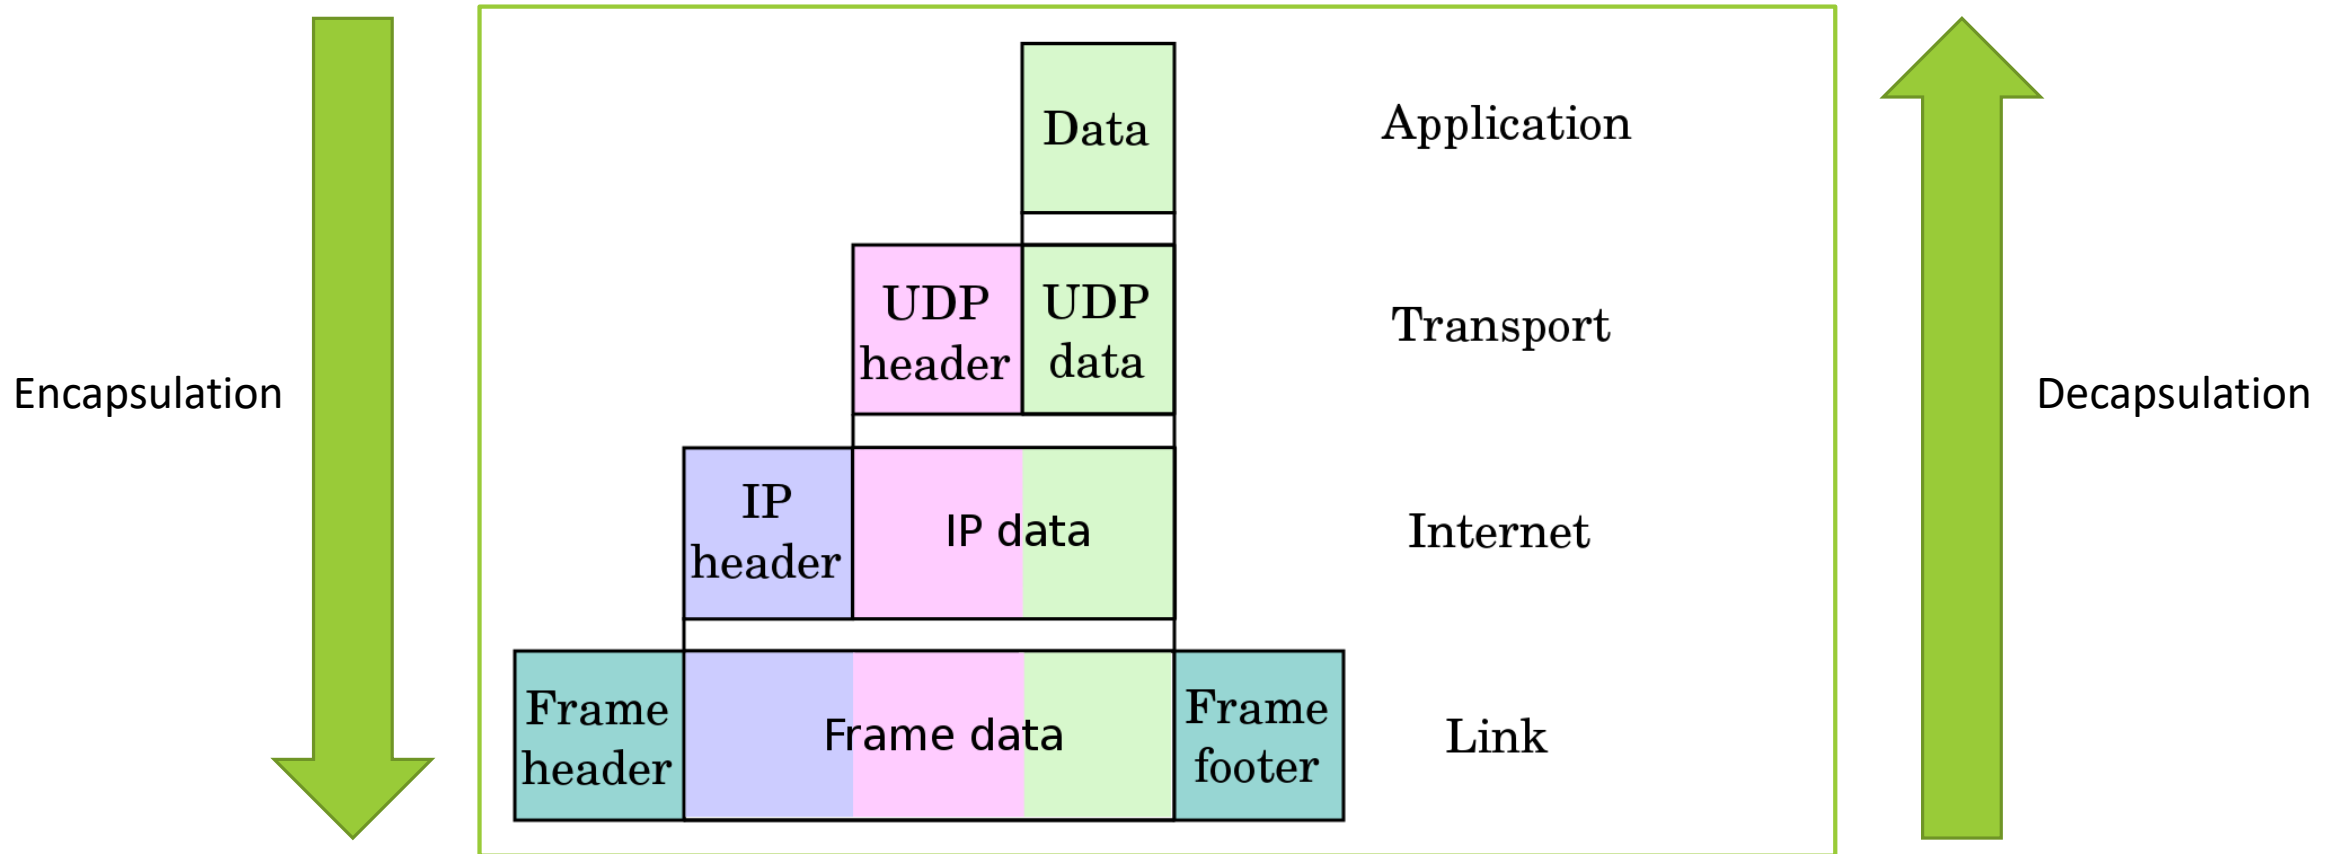 Data
Application
UDP
header
UDP
data
Transport
Encapsulation
Decapsulation
IP
header
IP data
Internet
Frame
header
Frame data
Frame
footer
Link